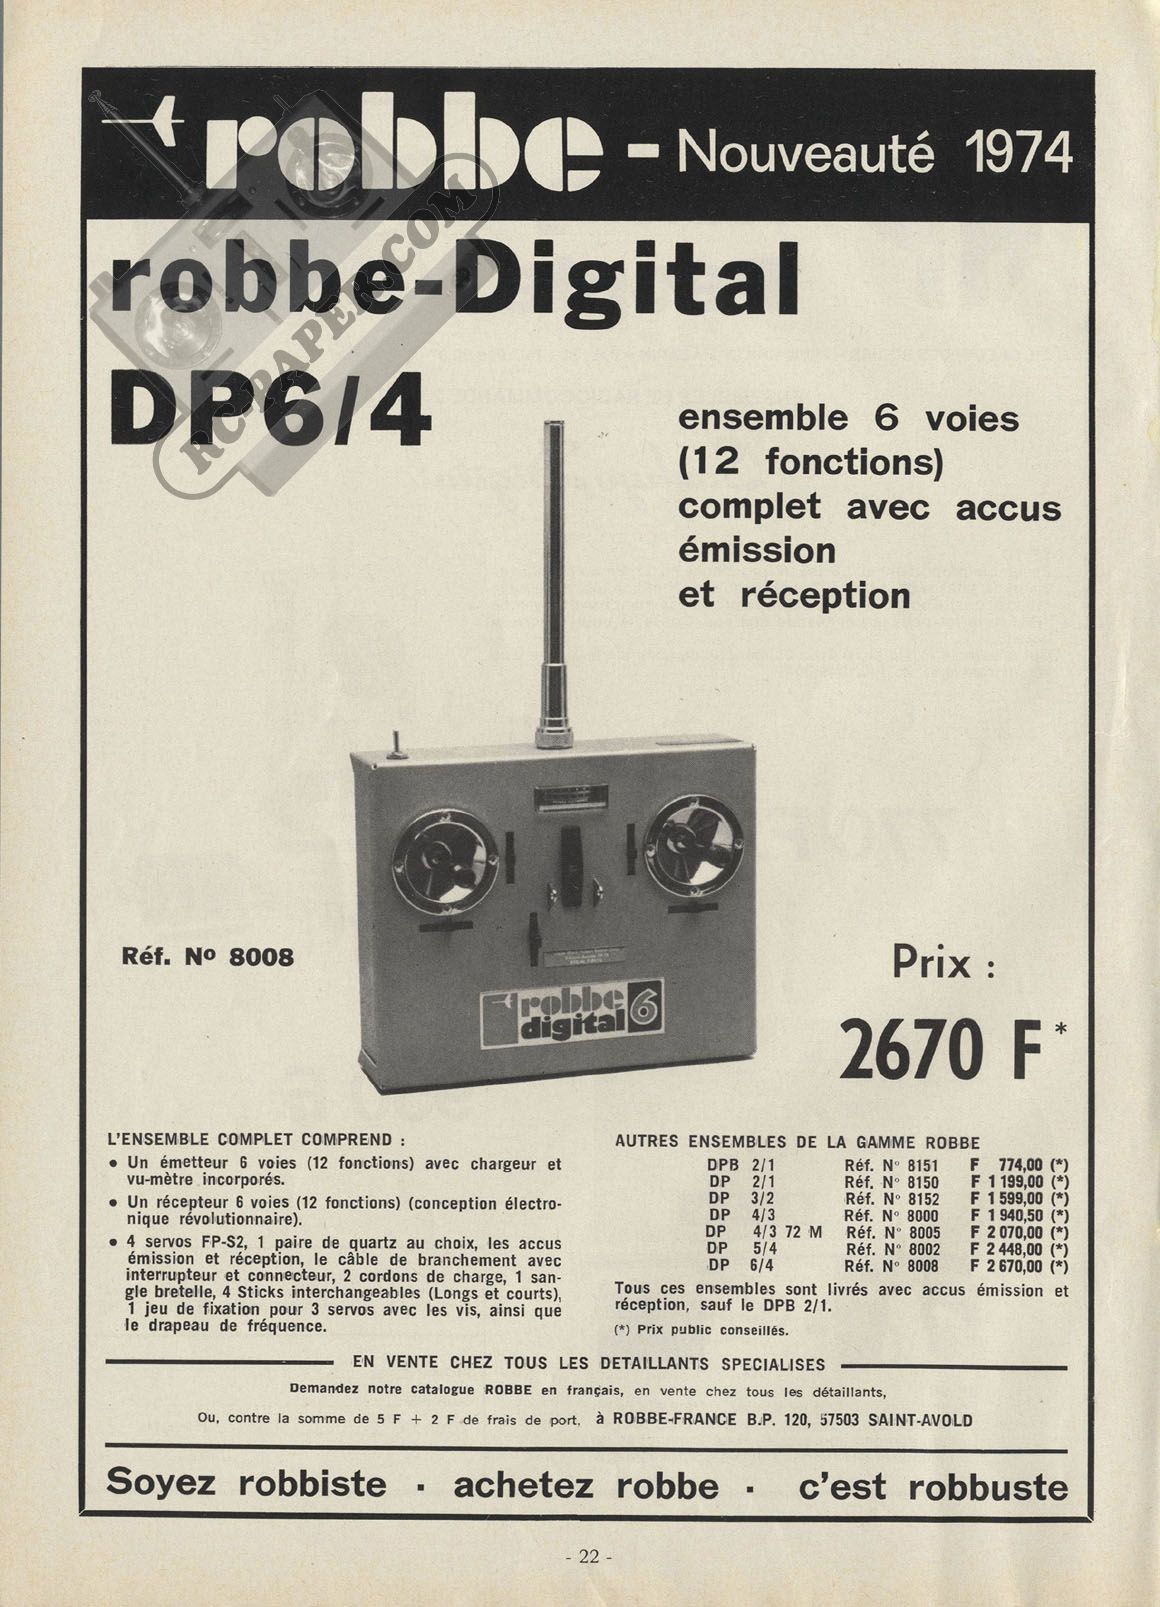 robbe - Nouveauté 1974
robbe-Digital
DP6/4
RC-PAPER.COM
ensemble 6 voies
(12 fonctions)
complet avec accus
émission
et réception
robbe
digital 6
Réf. No 8008
Prix :
2670 F*
L'ENSEMBLE COMPLET COMPREND :
• Un émetteur 6 voies (12 fonctions) avec chargeur et
vu-mètre incorporés.
• Un récepteur 6 voies (12 fonctions) (conception électro-
nique révolutionnaire).
• 4 servos FP-S2, 1 paire de quartz au choix, les accus
émission et réception, le câble de branchement avec
interrupteur et connecteur, 2 cordons de charge, 1 san-
gle bretelle, 4 Sticks interchangeables (Longs et courts),
1 jeu de fixation pour 3 servos avec les vis, ainsi que
le drapeau de fréquence.
AUTRES ENSEMBLES DE LA GAMME ROBBE
DPB 2/1 Réf. N° 8151 F 774,00 (*)
DP 2/1 Réf. N° 8150 F 1 199,00 (*)
DP 3/2 Réf. N° 8152 F 1 599,00 (*)
DP 4/3 Réf. N° 8000 F 1 940,50 (*)
DP 4/3 72 M Réf. N° 8005 F 2 070,00 (*)
DP 5/4 Réf. N° 8002 F 2 448,00 (*)
DP 6/4 Réf. N° 8008 F 2 670,00 (*)
Tous ces ensembles sont livrés avec accus émission et
réception, sauf le DPB 2/1.
(*) Prix public conseillés.
EN VENTE CHEZ TOUS LES DETAILLANTS SPECIALISES
Demandez notre catalogue ROBBE en français, en vente chez tous les détaillants,
Ou, contre la somme de 5 F + 2 F de frais de port, à ROBBE-FRANCE B.P. 120, 57503 SAINT-AVOLD
Soyez robbiste · achetez robbe · c'est robbuste
- 22 -